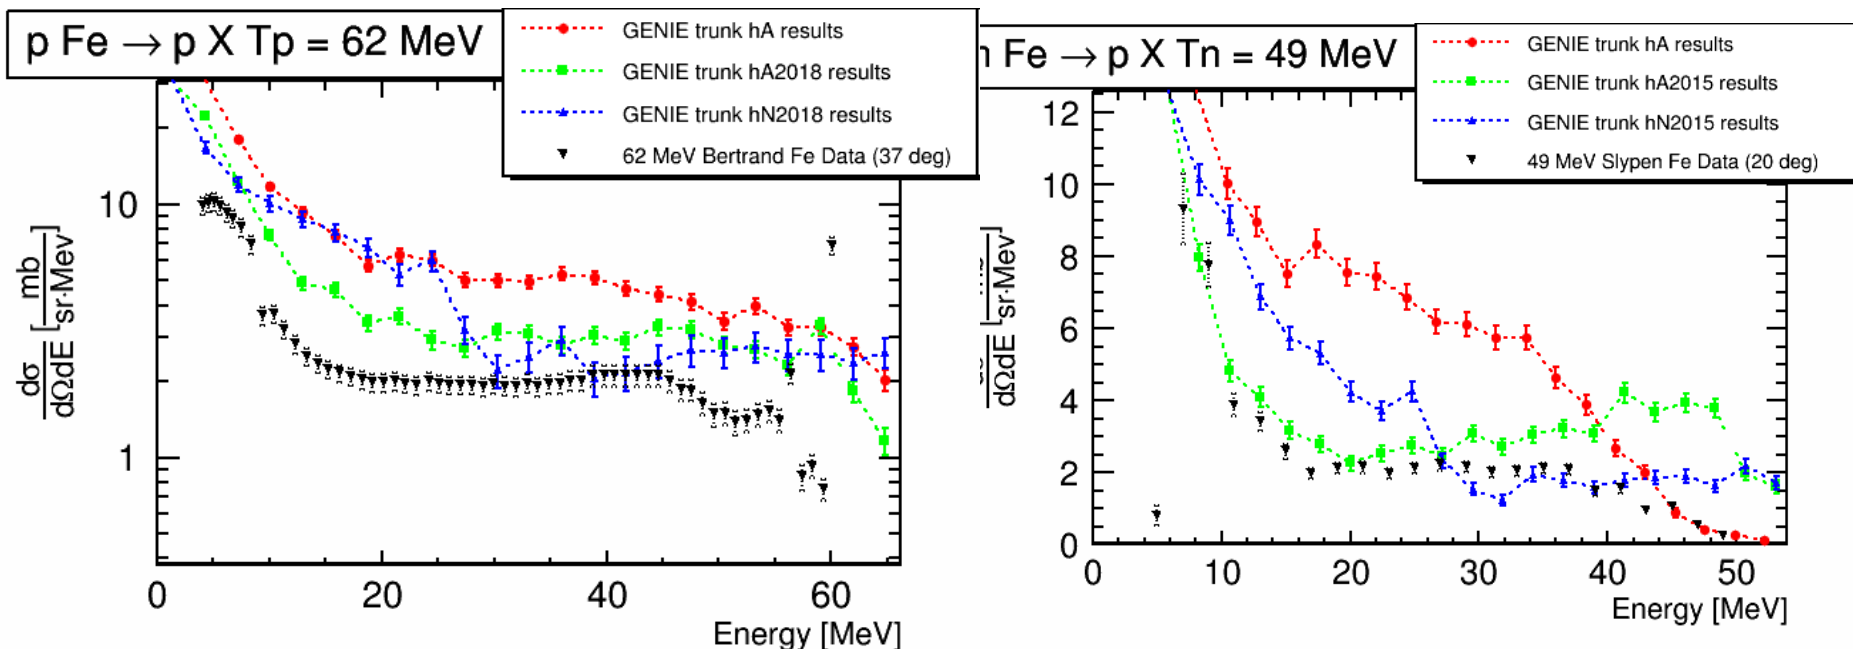 p Fe → p X Tp = 62 MeV
GENIE trunk hA results
GENIE trunk hA2018 results
GENIE trunk hN2018 results
62 MeV Bertrand Fe Data (37 deg)
10
1
dσ
dΩdE
mb
sr·Mev
0 20 40 60
Energy [MeV]
Fe → p X Tn = 49 MeV
GENIE trunk hA results
GENIE trunk hA2015 results
GENIE trunk hN2015 results
49 MeV Slypen Fe Data (20 deg)
12
10
8
6
4
2
0
dΩdE
sr·Mev
0 10 20 30 40 50
Energy [MeV]